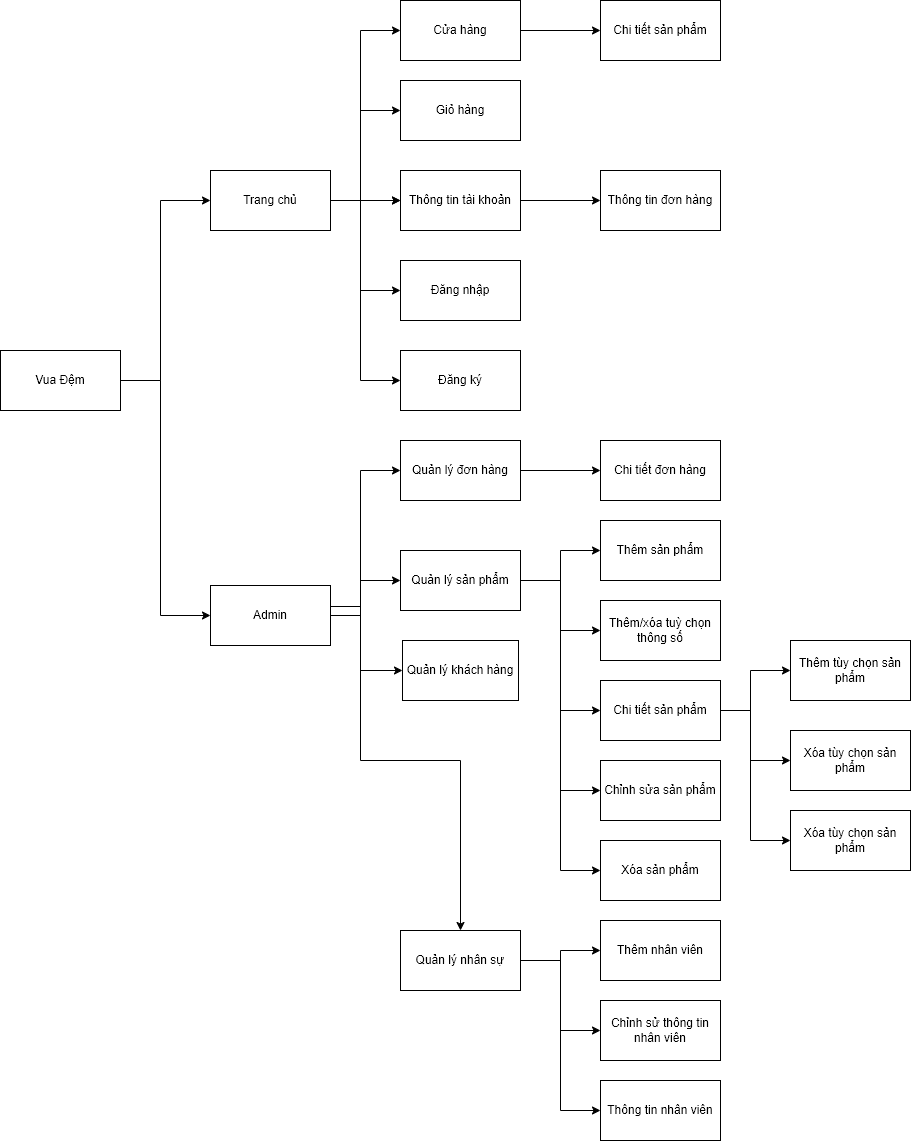 Cửa hàng
Chi tiết sản phẩm
Giỏ hàng
Trang chủ
Thông tin tài khoản
Thông tin đơn hàng
Đăng nhập
Vua Đệm
Đăng ký
Quản lý đơn hàng
Chi tiết đơn hàng
Thêm sản phẩm
Quản lý sản phẩm
Admin
Thêm/xóa tuỳ chọn
thông số
Quản lý khách hàng
Thêm tùy chọn sản
phẩm
Chi tiết sản phẩm
Xóa tùy chọn sản
phẩm
Chỉnh sửa sản phẩm
Xóa tùy chọn sản
phẩm
Xóa sản phẩm
Quản lý nhân sự
Thêm nhân viên
Chỉnh sử thông tin
nhân viên
Thông tin nhân viên